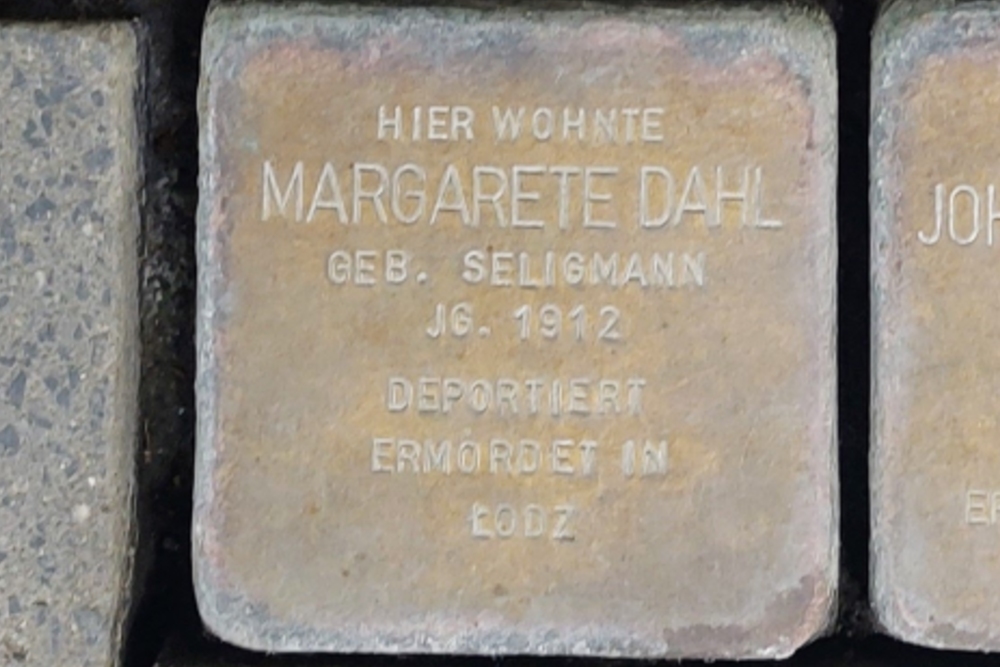 HIER WOHNTE
MARGARETE DAHL
GEB. SELIGMANN
JG. 1912
DEPORTIERT
ERMORDET IN
ŁODZ